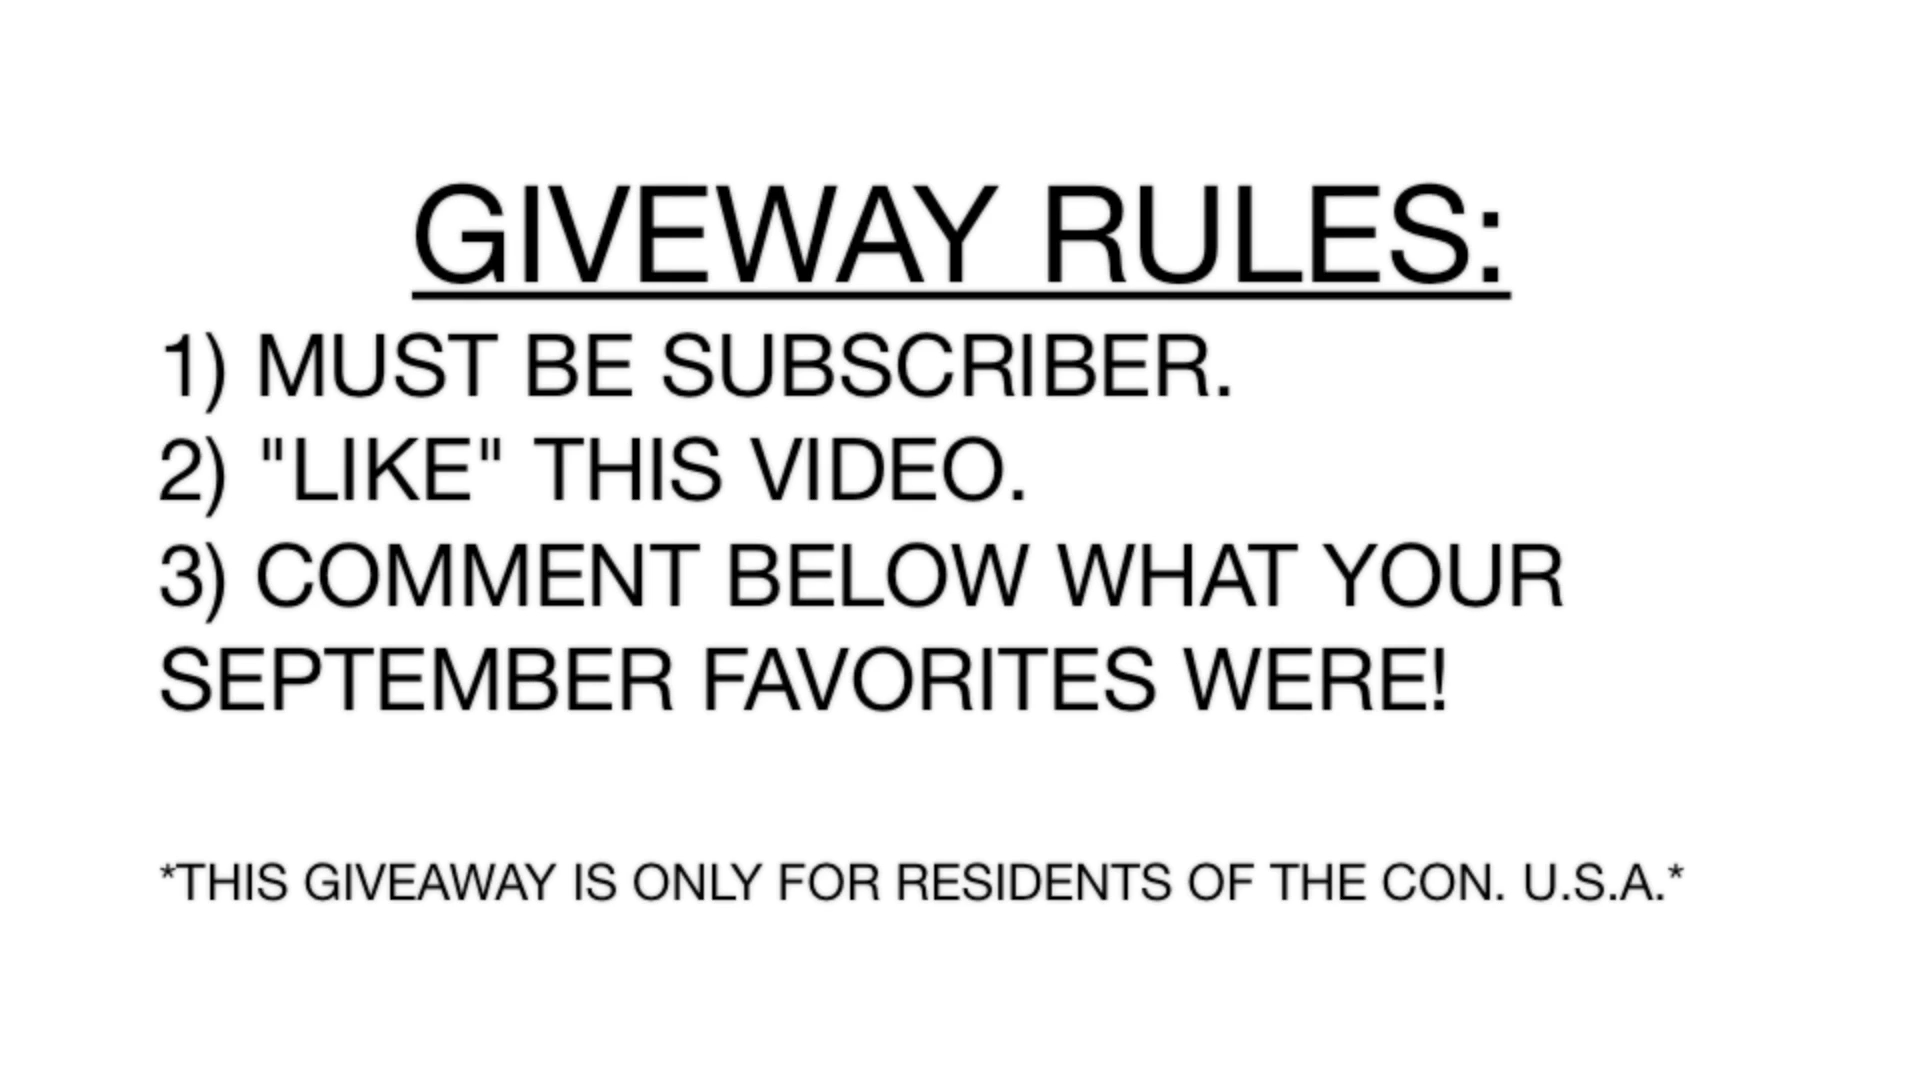 GIVEWAY RULES:
1) MUST BE SUBSCRIBER.
2) "LIKE" THIS VIDEO.
3) COMMENT BELOW WHAT YOUR
SEPTEMBER FAVORITES WERE!
*THIS GIVEAWAY IS ONLY FOR RESIDENTS OF THE CON. U.S.A.*